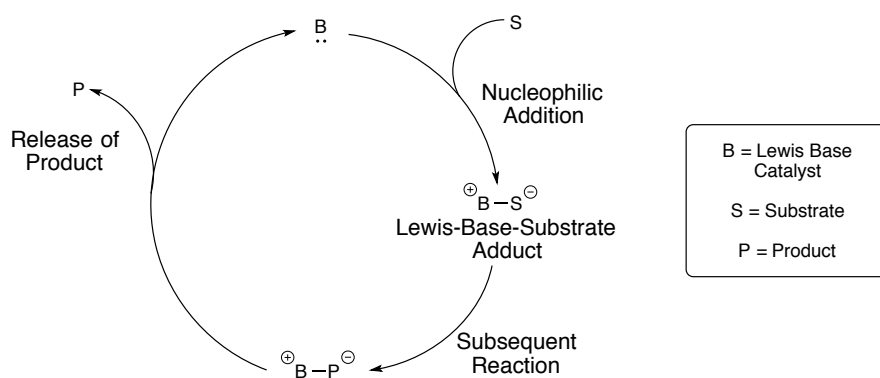 B
S
P
Nucleophilic
Addition
Release of
Product
B = Lewis Base
Catalyst
⊕ B–S ⊖
S = Substrate
Lewis-Base-Substrate
Adduct
P = Product
Subsequent
Reaction
⊕ B–P ⊖